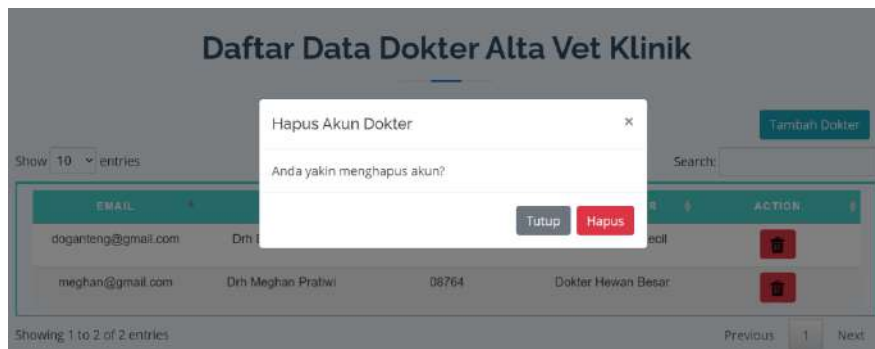 Daftar Data Dokter Alta Vet Klinik
Hapus Akun Dokter ×
Tambah Dokter
Show 10 entries
Search:
Anda yakin menghapus akun?
Tutup Hapus
EMAIL ACTION
doganteng@gmail.com Drh
meghan@gmail.com Drh Meghan Pratiwi 08764 Dokter Hewan Besar
Showing 1 to 2 of 2 entries
Previous 1 Next